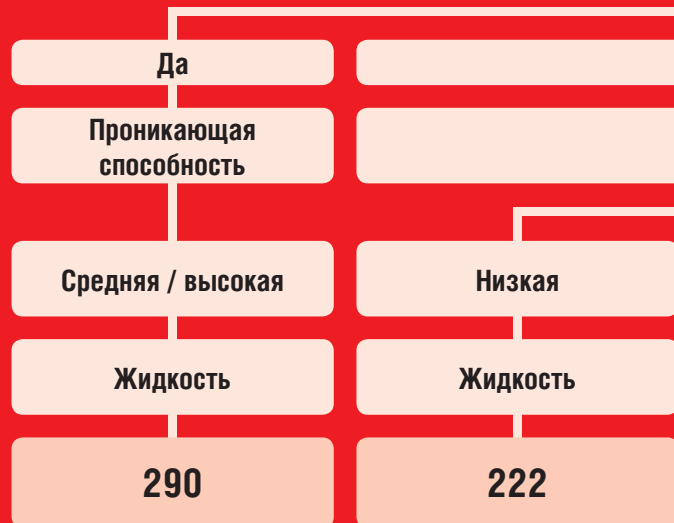 Да
Проникающая
способность
Средняя / высокая
Низкая
Жидкость
Жидкость
290
222